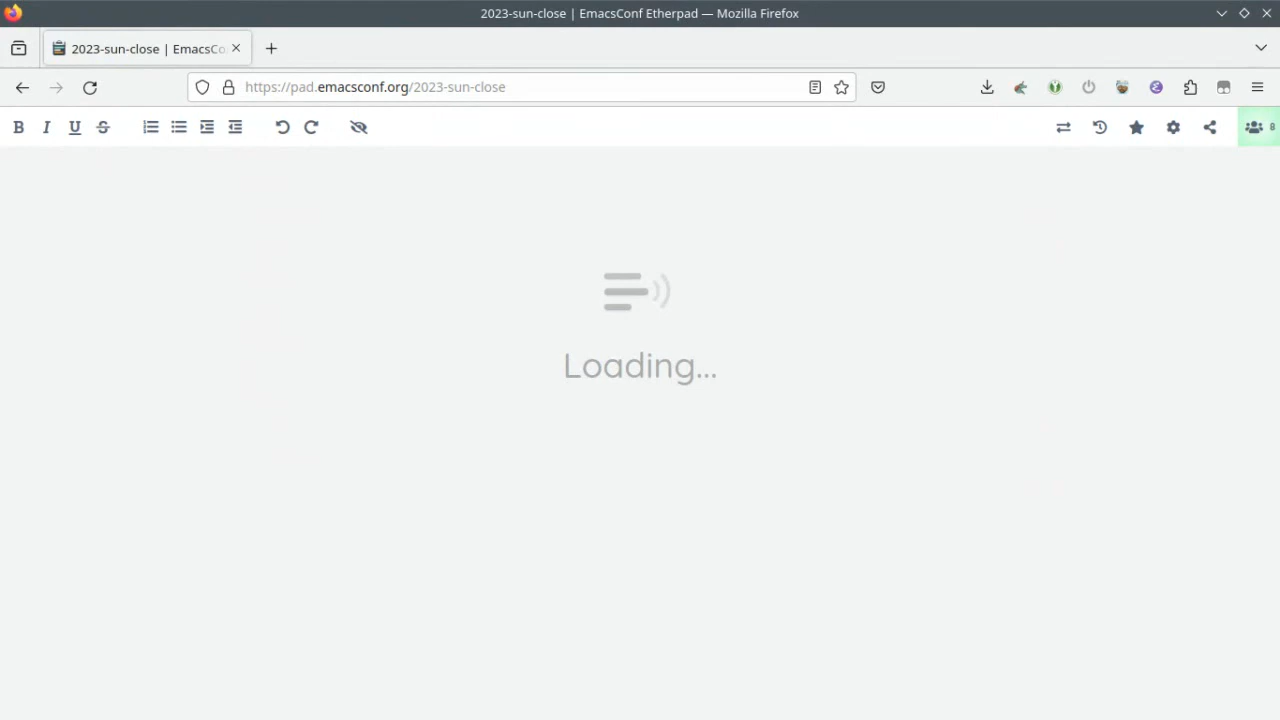 2023-sun-close | EmacsConf Etherpad — Mozilla Firefox
2023-sun-close | EmacsCo
https://pad.emacsconf.org/2023-sun-close
B I U S
8
Loading...